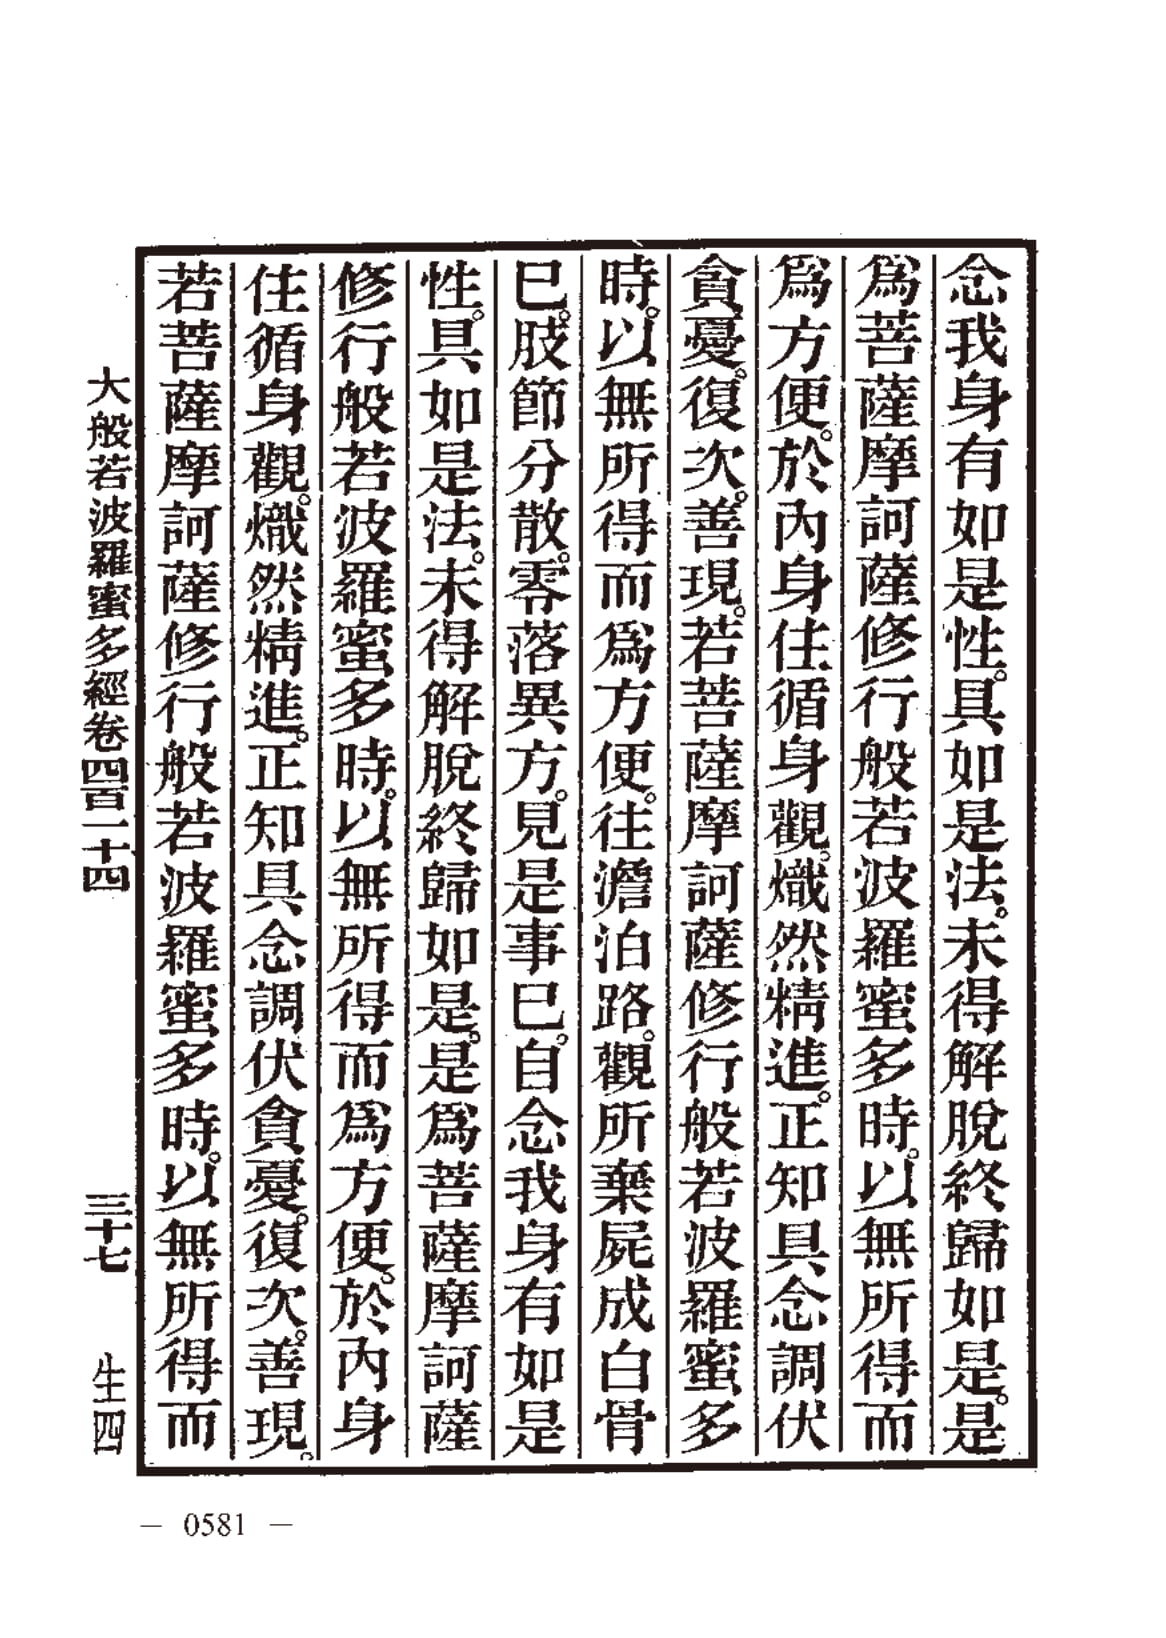 念我身有如是性。具如是法。未得解脫終歸如是。是
爲菩薩摩訶薩修行般若波羅蜜多時。以無所得而
爲方便。於內身住循身觀。熾然精進。正知具念調伏
貪憂。復次。善現。若菩薩摩訶薩修行般若波羅蜜多
時。以無所得而爲方便。往澹泊路。觀所棄屍成白骨
已。肢節分散。零落異方。見是事已。自念我身有如是
性。具如是法。未得解脫終歸如是。是爲菩薩摩訶薩
修行般若波羅蜜多時。以無所得而爲方便。於內身
住循身觀。熾然精進。正知具念調伏貪憂。復次。善現。
若菩薩摩訶薩修行般若波羅蜜多時。以無所得而
大般若波羅蜜多經卷四百一十四 三十七 生四
— 0581 —